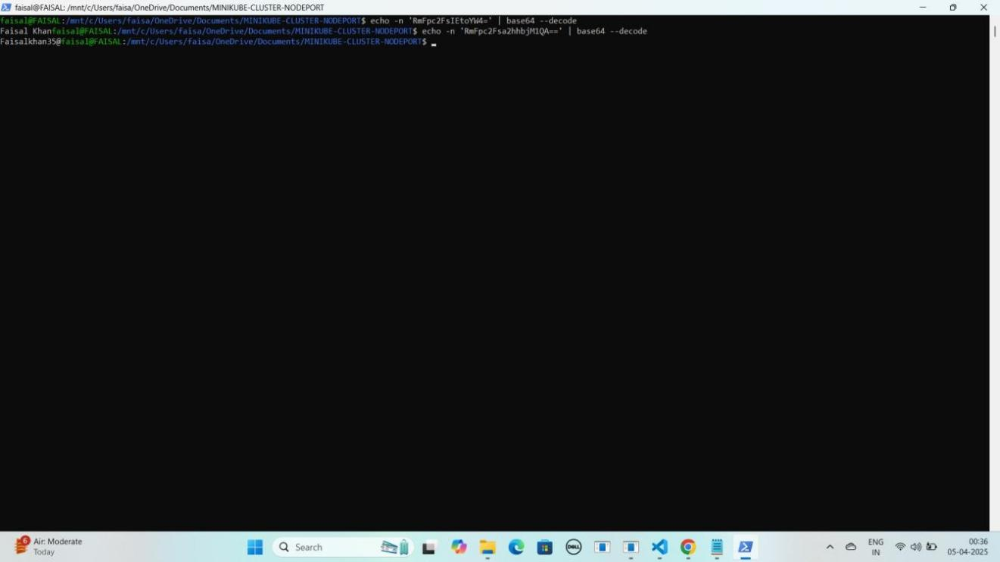 faisal@FAISAL: /mnt/c/Users/faisa/OneDrive/Documents/MINIKUBE-CLUSTER-NODEPORT
faisal@FAISAL:/mnt/c/Users/faisa/OneDrive/Documents/MINIKUBE-CLUSTER-NODEPORT$ echo -n 'RmFpc2FsIEtoYW4=' | base64 --decode
Faisal Khanfaisal@FAISAL:/mnt/c/Users/faisa/OneDrive/Documents/MINIKUBE-CLUSTER-NODEPORT$ echo -n 'RmFpc2Fsa2hhbjM1QA==' | base64 --decode
Faisalkhan35@faisal@FAISAL:/mnt/c/Users/faisa/OneDrive/Documents/MINIKUBE-CLUSTER-NODEPORT$
6
Air: Moderate
Today
Search
DELL
ENG
IN
00:36
05-04-2025